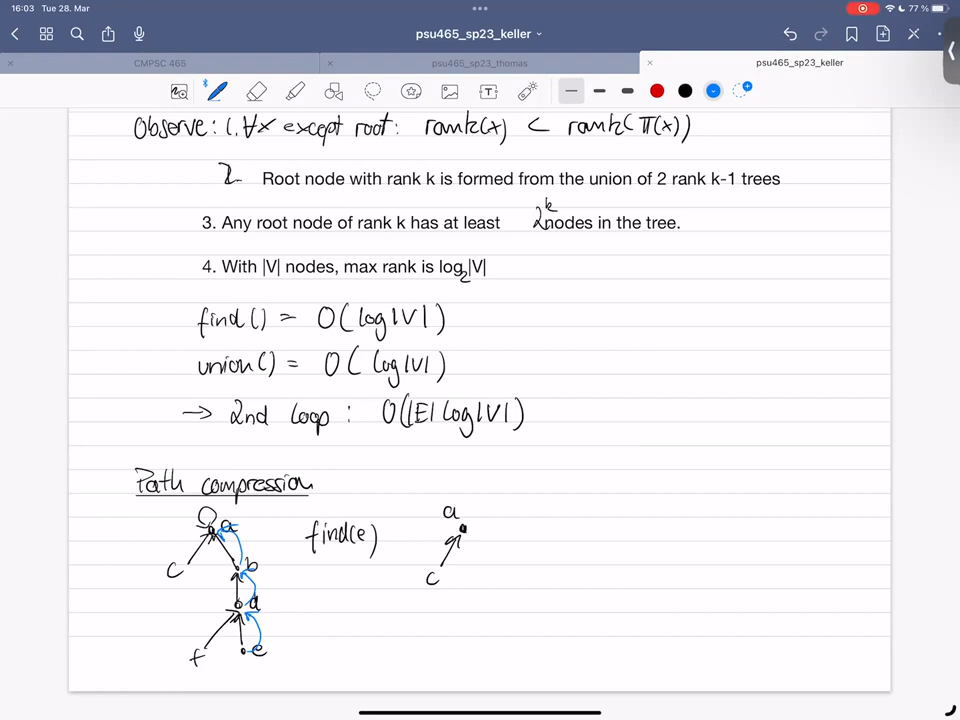 16:03 Tue 28. Mar
77 %
psu465_sp23_keller
CMPSC 465
psu465_sp23_thomas
psu465_sp23_keller
Observe: 1. ∀x except root: rank(x) < rank(π(x))
2 Root node with rank k is formed from the union of 2 rank k-1 trees
3. Any root node of rank k has at least 2^k nodes in the tree.
4. With |V| nodes, max rank is log₂|V|
find() = O(log|V|)
union() = O(log|V|)
→ 2nd loop: O(|E| log|V|)
Path compression
a
c
b
d
f
e
find(e)
a
c